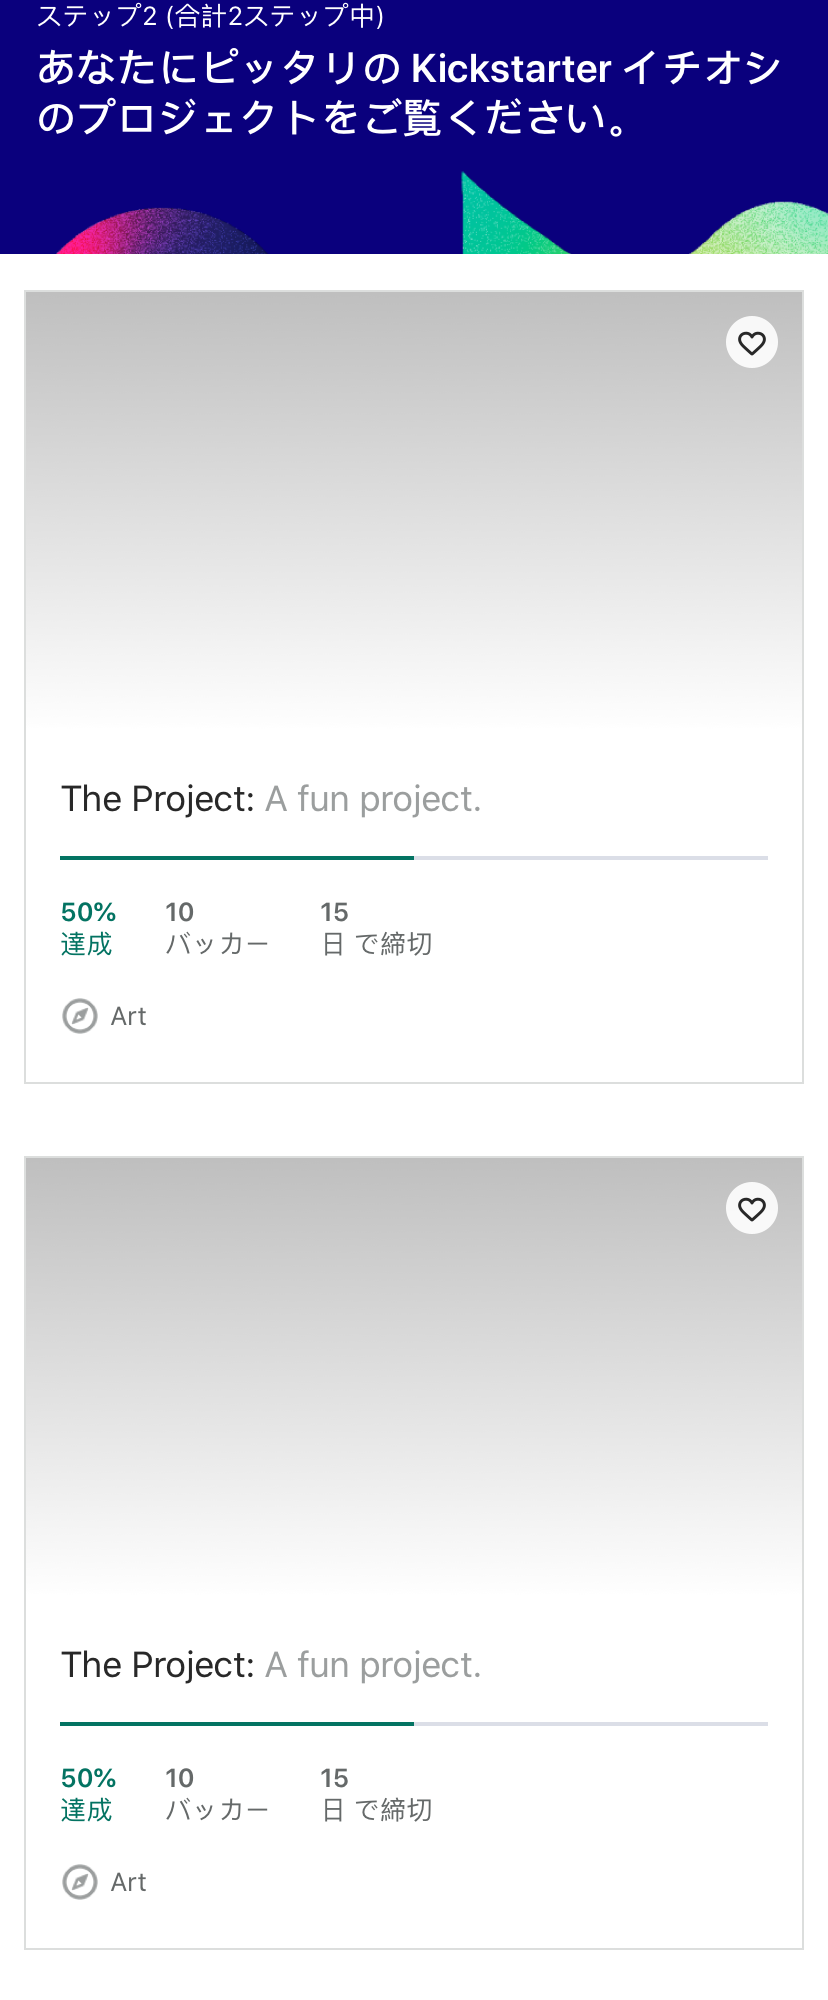 ステップ2 (合計2ステップ中)
あなたにピッタリの Kickstarter イチオシ
のプロジェクトをご覧ください。
The Project: A fun project.
50% 10 15
達成 バッカー 日 で締切
Art
The Project: A fun project.
50% 10 15
達成 バッカー 日 で締切
Art